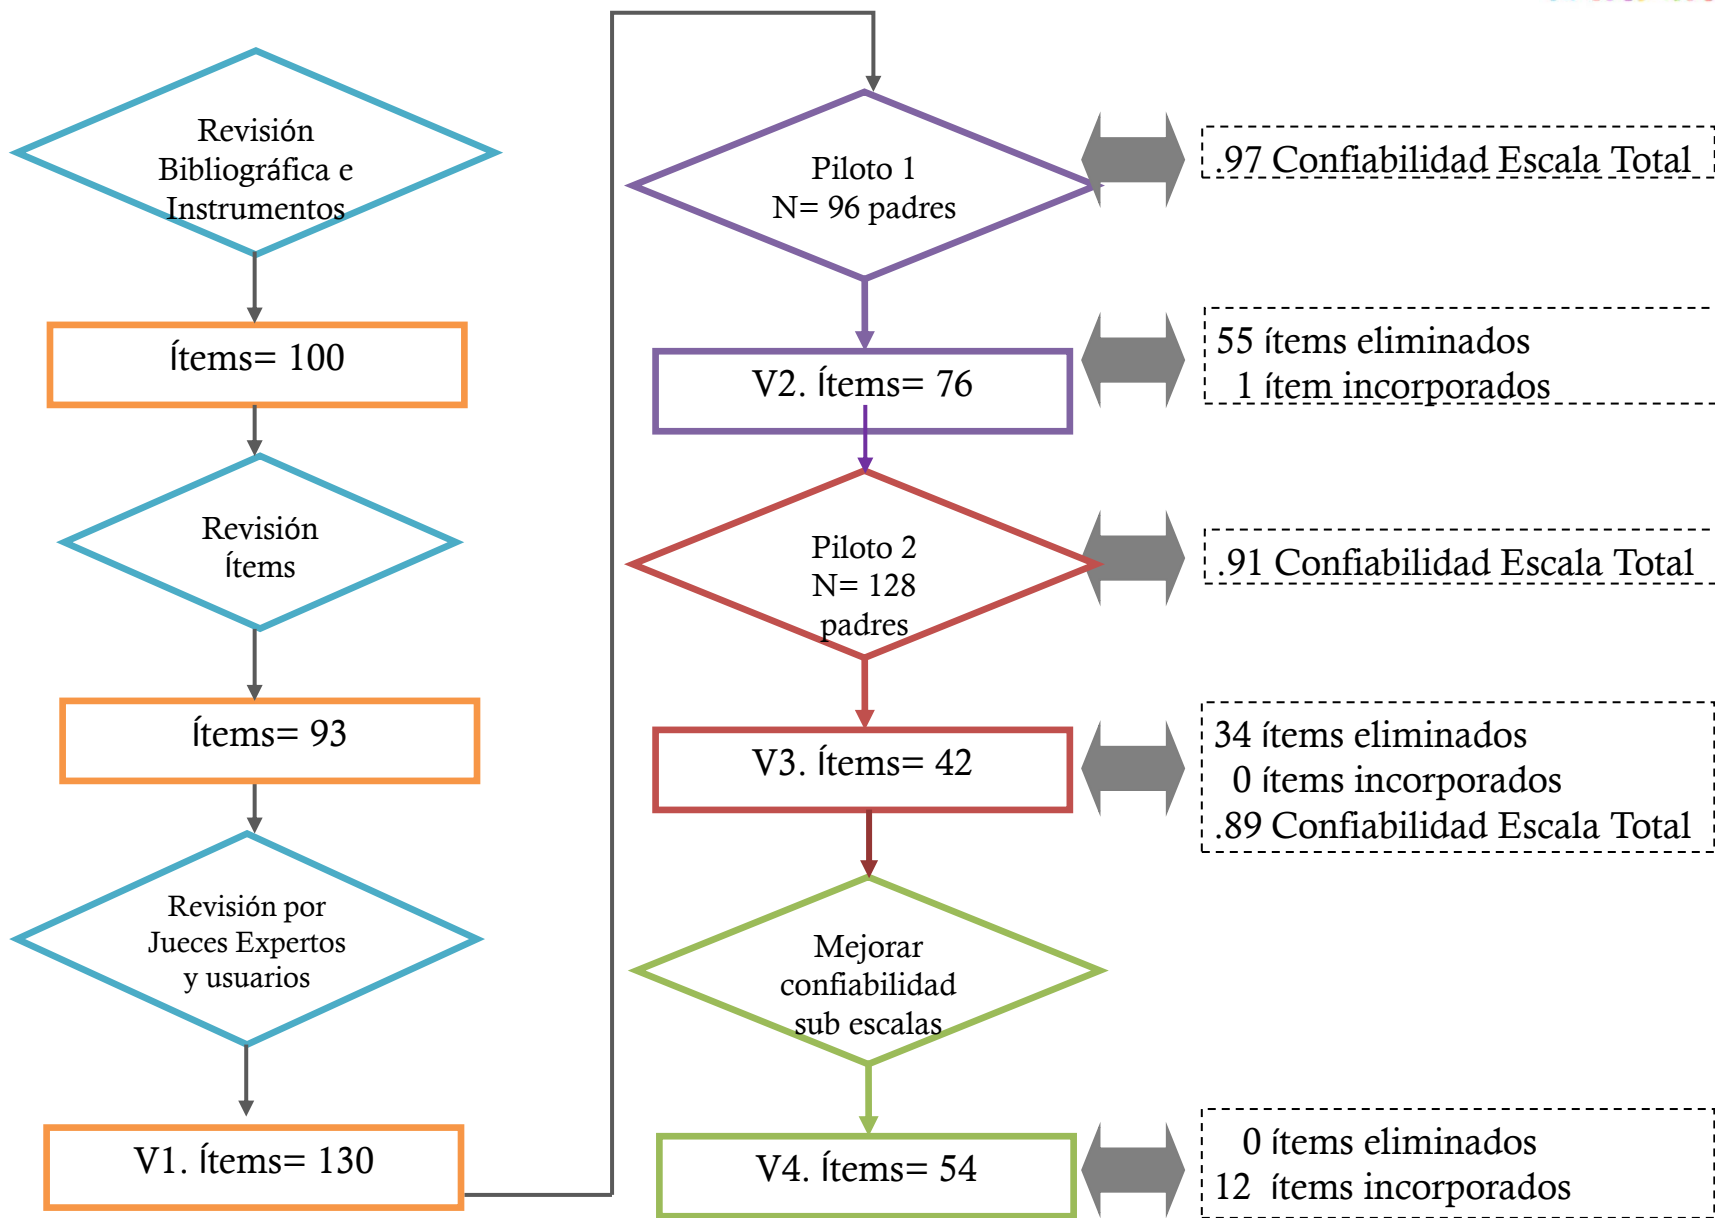 Revisión
Bibliográfica e
Instrumentos
Ítems= 100
Revisión
Ítems
Ítems= 93
Revisión por
Jueces Expertos
y usuarios
V1. Ítems= 130
Piloto 1
N= 96 padres
.97 Confiabilidad Escala Total
V2. Ítems= 76
55 ítems eliminados
1 ítem incorporados
Piloto 2
N= 128
padres
.91 Confiabilidad Escala Total
V3. Ítems= 42
34 ítems eliminados
0 ítems incorporados
.89 Confiabilidad Escala Total
Mejorar
confiabilidad
sub escalas
V4. Ítems= 54
0 ítems eliminados
12 ítems incorporados